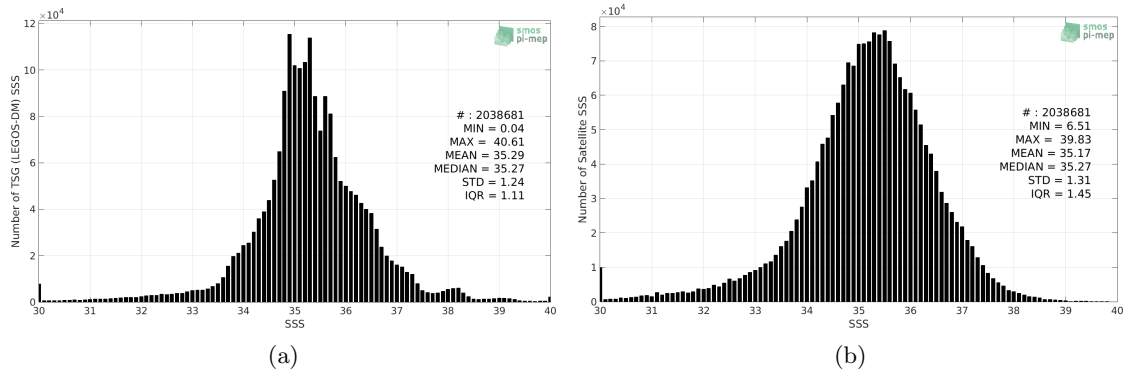 ×10⁴
12
10
8
6
4
2
0
Number of TSG (LEGOS-DM) SSS
smos
pi-mep
# : 2038681
MIN = 0.04
MAX = 40.61
MEAN = 35.29
MEDIAN = 35.27
STD = 1.24
IQR = 1.11
30 31 32 33 34 35 36 37 38 39 40
SSS
(a)
×10⁴
8
7
6
5
4
3
2
1
0
Number of Satellite SSS
smos
pi-mep
# : 2038681
MIN = 6.51
MAX = 39.83
MEAN = 35.17
MEDIAN = 35.27
STD = 1.31
IQR = 1.45
30 31 32 33 34 35 36 37 38 39 40
SSS
(b)